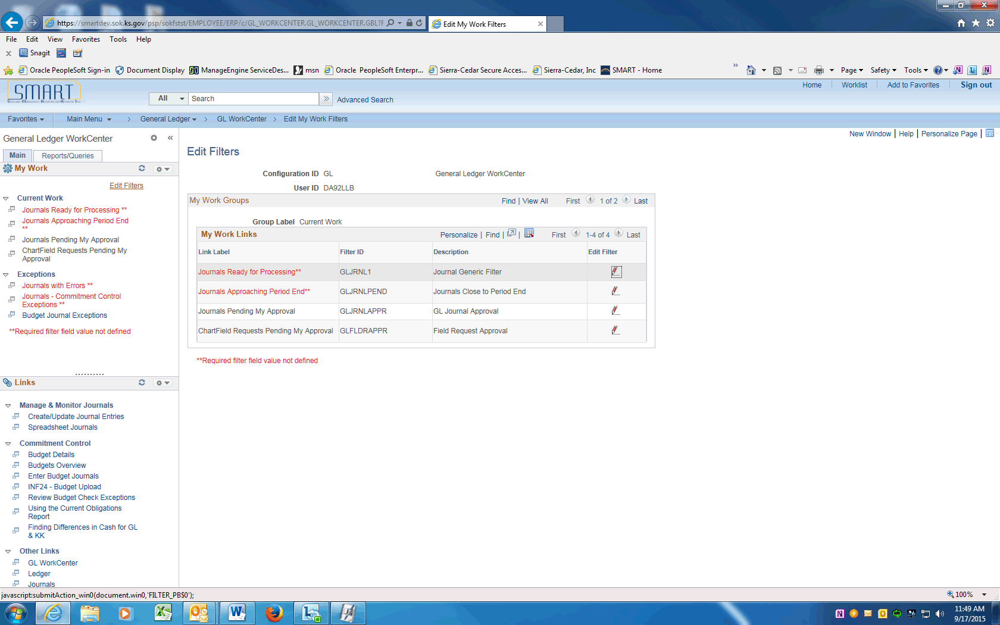 https://smartdev.sok.ks.gov/psp/sokfstst/EMPLOYEE/ERP/c/GL_WORKCENTER.GL_WORKCENTER.GBL?F
Edit My Work Filters
File Edit View Favorites Tools Help
x Snagit
Oracle PeopleSoft Sign-in Document Display ManageEngine ServiceDes... msn Oracle PeopleSoft Enterpr... Sierra-Cedar Secure Acces... Sierra-Cedar, Inc SMART - Home » Page Safety Tools
SMART
Home Worklist Add to Favorites Sign out
All Search » Advanced Search
Favorites Main Menu > General Ledger > GL WorkCenter > Edit My Work Filters
New Window | Help | Personalize Page |
General Ledger WorkCenter «
Main Reports/Queries
My Work
Edit Filters
Current Work
Journals Ready for Processing **
Journals Approaching Period End
**
Journals Pending My Approval
ChartField Requests Pending My
Approval
Exceptions
Journals with Errors **
Journals - Commitment Control
Exceptions **
Budget Journal Exceptions
**Required filter field value not defined
Links
Manage & Monitor Journals
Create/Update Journal Entries
Spreadsheet Journals
Commitment Control
Budget Details
Budgets Overview
Enter Budget Journals
INF24 - Budget Upload
Review Budget Check Exceptions
Using the Current Obligations
Report
Finding Differences in Cash for GL
& KK
Other Links
GL WorkCenter
Ledger
Journals
Edit Filters
Configuration ID GL General Ledger WorkCenter
User ID DA92LLB
My Work Groups Find | View All First 1 of 2 Last
Group Label Current Work
My Work Links Personalize | Find | | First 1-4 of 4 Last
Link Label Filter ID Description Edit Filter
Journals Ready for Processing** GLJRNL1 Journal Generic Filter
Journals Approaching Period End** GLJRNLPEND Journals Close to Period End
Journals Pending My Approval GLJRNLAPPR GL Journal Approval
ChartField Requests Pending My Approval GLFLDRAPPR Field Request Approval
**Required filter field value not defined
javascript:submitAction_win0(document.win0,'FILTER_PB$0');
100%
11:49 AM
9/17/2015